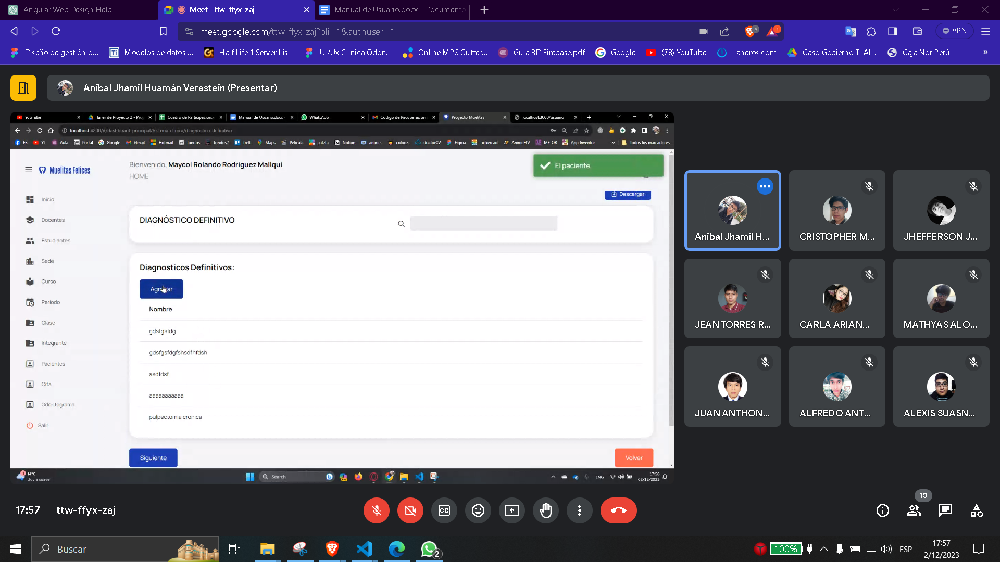 Angular Web Design Help
Meet - ttw-ffyx-zaj
Manual de Usuario.docx - Documento
meet.google.com/ttw-ffyx-zaj?pli=1&authuser=1
4
1
VPN
Diseño de gestión d...
Modelos de datos:...
Half Life 1 Server Lis...
Ui/Ux Clinica Odon...
Online MP3 Cutter...
Guia BD Firebase.pdf
Google
(78) YouTube
Laneros.com
Caso Gobierno TI Al...
Caja Nor Perú
»
Anibal Jhamil Huamán Verastein (Presentar)
YouTube
Taller de Proyecto 2 - Pro
Cuadro de Participacion.x
Manual de Usuario.docx -
WhatsApp
Codigo de Recuperacion
Proyecto Muelitas
localhost:3000/usuario
localhost:4200/#/dashboard-principal/historia-clinica/diagnostico-definitivo
FB
YT
Aula
Portal
Google
Gmail
Hotmail
fondos
fondos2
Trelli
Maps
Pelicula
paleta
Notion
animes
colores
doctorCV
Figma
Tinkercad
AnimeFLV
ME-QR
App Inventor
»
Todos los marcadores
Muelitas Felices
Bienvenido, Maycol Rolando Rodriguez Mallqui
HOME
El paciente
Descargar
Inicio
Docentes
Estudiantes
Sede
Curso
Periodo
Clase
Integrante
Pacientes
Cita
Odontograma
Salir
DIAGNÓSTICO DEFINITIVO
Diagnosticos Definitivos:
Nombre
gdsfgsfdg
gdsfgsfdgfshsdfhfdsh
asdfdsf
aaaaaaaaaaa
pulpectomia cronica
Siguiente
Volver
14°C
Lluvia suave
Search
ENG
17:56
02/12/2023
Anibal Jhamil H...
CRISTOPHER M...
JHEFFERSON J...
JEAN TORRES R...
CARLA ARIAN...
MATHYAS ALO...
JUAN ANTHON...
ALFREDO ANT...
ALEXIS SUASN...
17:57
ttw-ffyx-zaj
CC
10
Buscar
2
100%
ESP
17:57
2/12/2023